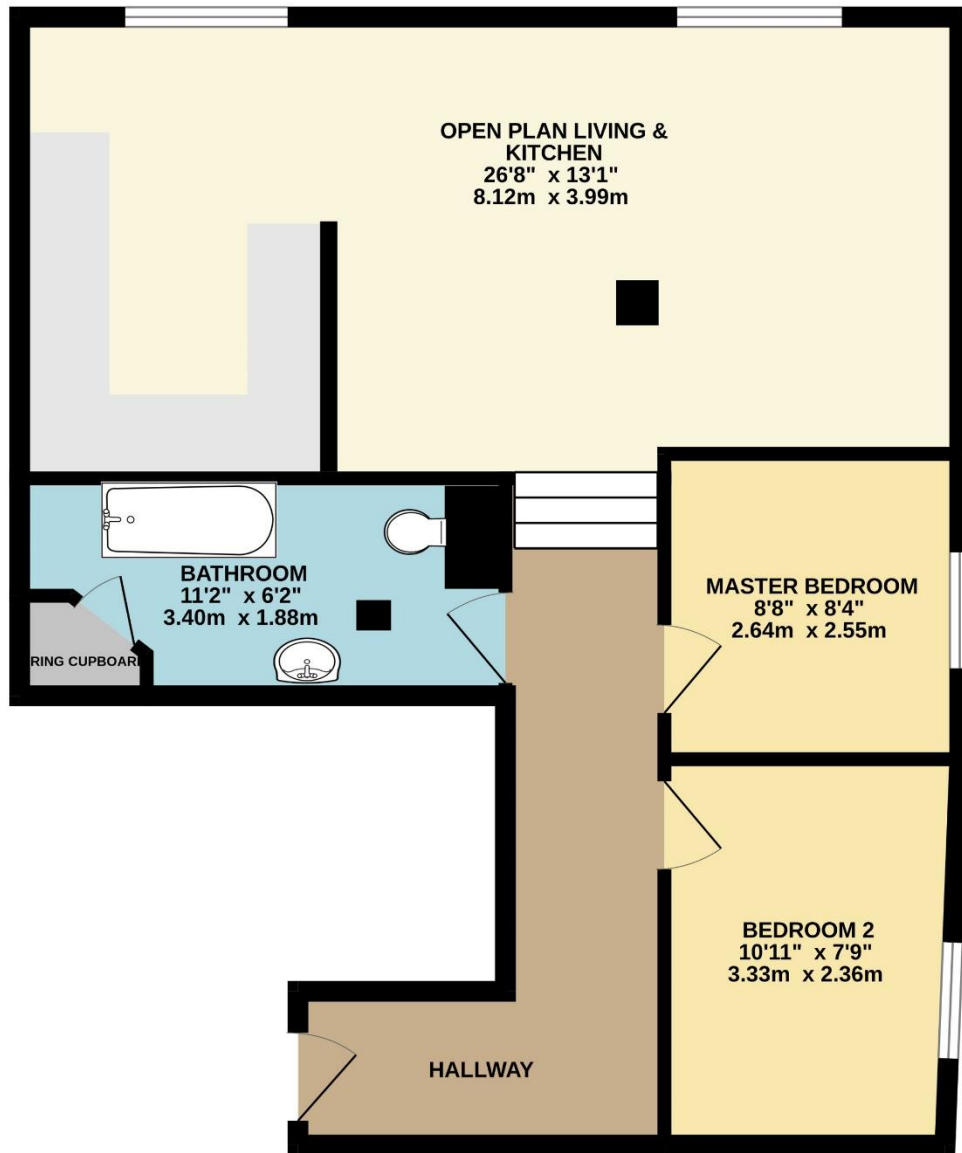 OPEN PLAN LIVING &
KITCHEN
26'8" x 13'1"
8.12m x 3.99m
BATHROOM
11'2" x 6'2"
3.40m x 1.88m
RING CUPBOARD
MASTER BEDROOM
8'8" x 8'4"
2.64m x 2.55m
BEDROOM 2
10'11" x 7'9"
3.33m x 2.36m
HALLWAY